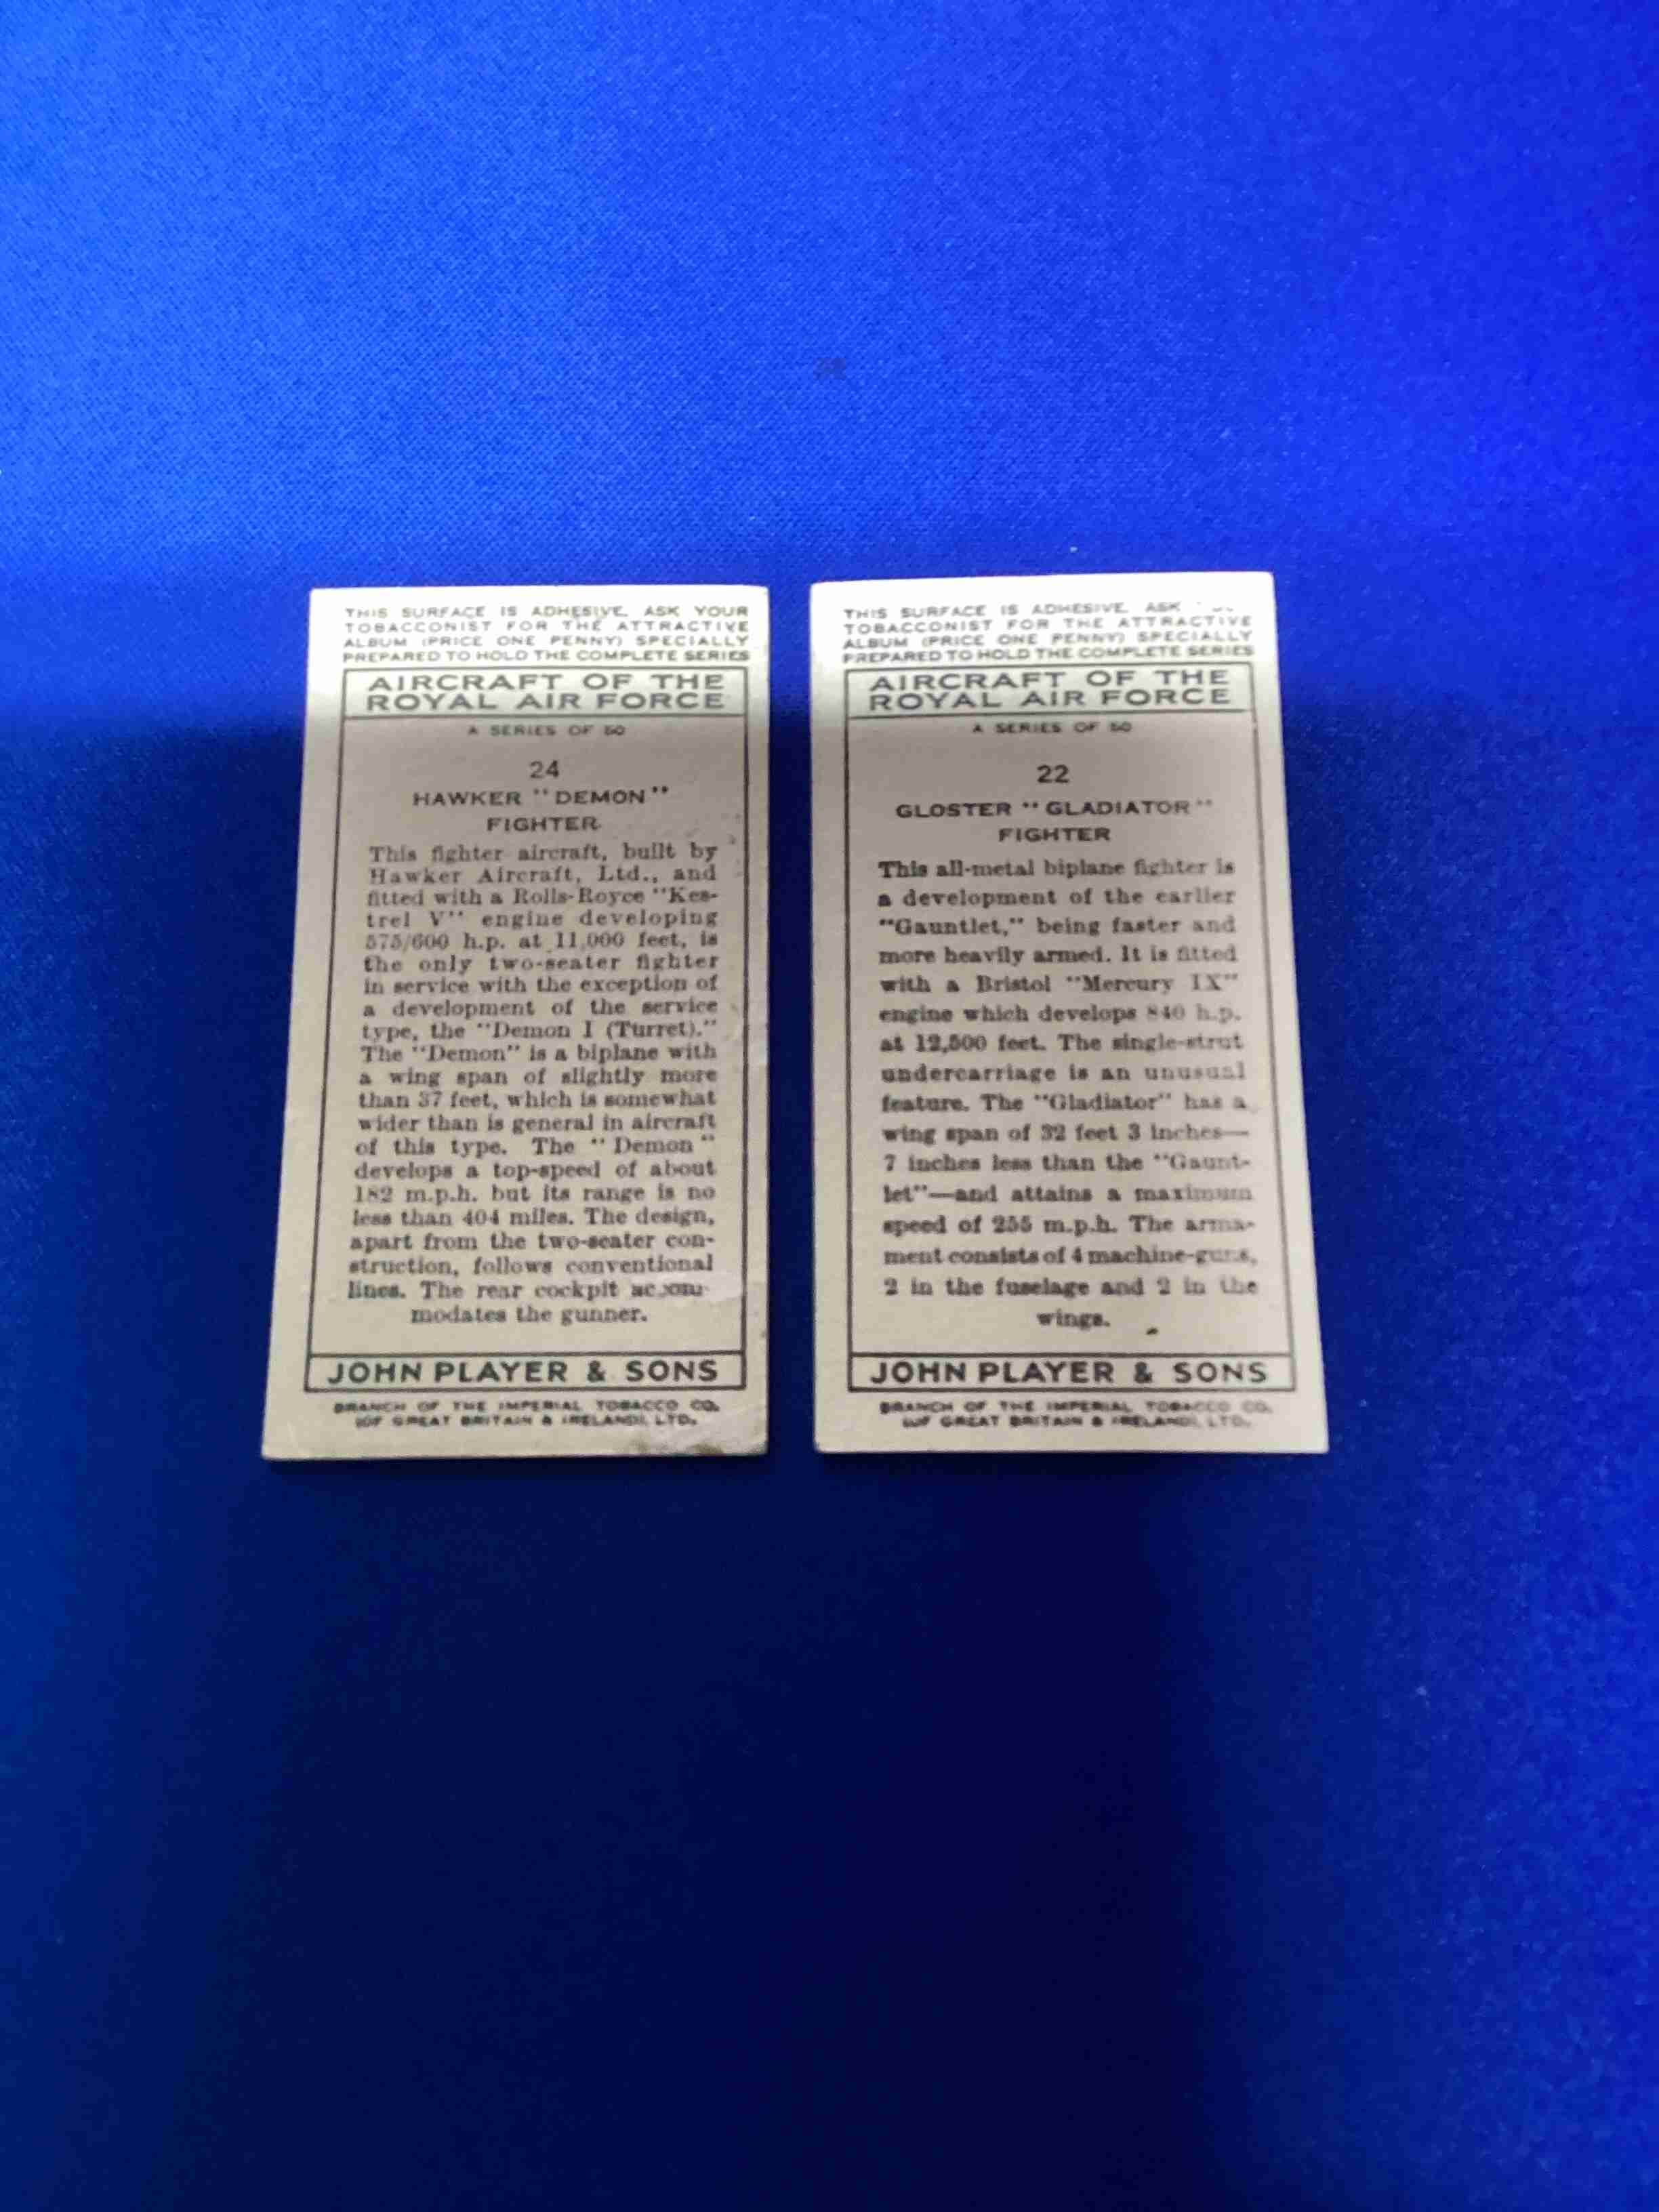 THIS SURFACE IS ADHESIVE. ASK YOUR
TOBACCONIST FOR THE ATTRACTIVE
ALBUM (PRICE ONE PENNY) SPECIALLY
PREPARED TO HOLD THE COMPLETE SERIES
AIRCRAFT OF THE
ROYAL AIR FORCE
A SERIES OF 50
24
HAWKER "DEMON"
FIGHTER
This fighter aircraft, built by
Hawker Aircraft, Ltd., and
fitted with a Rolls-Royce "Kes-
trel V" engine developing
575/600 h.p. at 11,000 feet, is
the only two-seater fighter
in service with the exception of
a development of the service
type, the "Demon I (Turret)."
The "Demon" is a biplane with
a wing span of slightly more
than 37 feet, which is somewhat
wider than is general in aircraft
of this type. The "Demon"
develops a top-speed of about
182 m.p.h. but its range is no
less than 404 miles. The design,
apart from the two-seater con-
struction, follows conventional
lines. The rear cockpit accom-
modates the gunner.
JOHN PLAYER & SONS
BRANCH OF THE IMPERIAL TOBACCO CO.
(OF GREAT BRITAIN & IRELAND), LTD.
THIS SURFACE IS ADHESIVE. ASK
TOBACCONIST FOR THE ATTRACTIVE
ALBUM (PRICE ONE PENNY) SPECIALLY
PREPARED TO HOLD THE COMPLETE SERIES
AIRCRAFT OF THE
ROYAL AIR FORCE
A SERIES OF 50
22
GLOSTER "GLADIATOR"
FIGHTER
This all-metal biplane fighter is
a development of the earlier
"Gauntlet," being faster and
more heavily armed. It is fitted
with a Bristol "Mercury IX"
engine which develops 840 h.p.
at 12,500 feet. The single-strut
undercarriage is an unusual
feature. The "Gladiator" has a
wing span of 32 feet 3 inches—
7 inches less than the "Gaunt-
let"—and attains a maximum
speed of 255 m.p.h. The arma-
ment consists of 4 machine-guns,
2 in the fuselage and 2 in the
wings.
JOHN PLAYER & SONS
BRANCH OF THE IMPERIAL TOBACCO CO.
(OF GREAT BRITAIN & IRELAND), LTD.